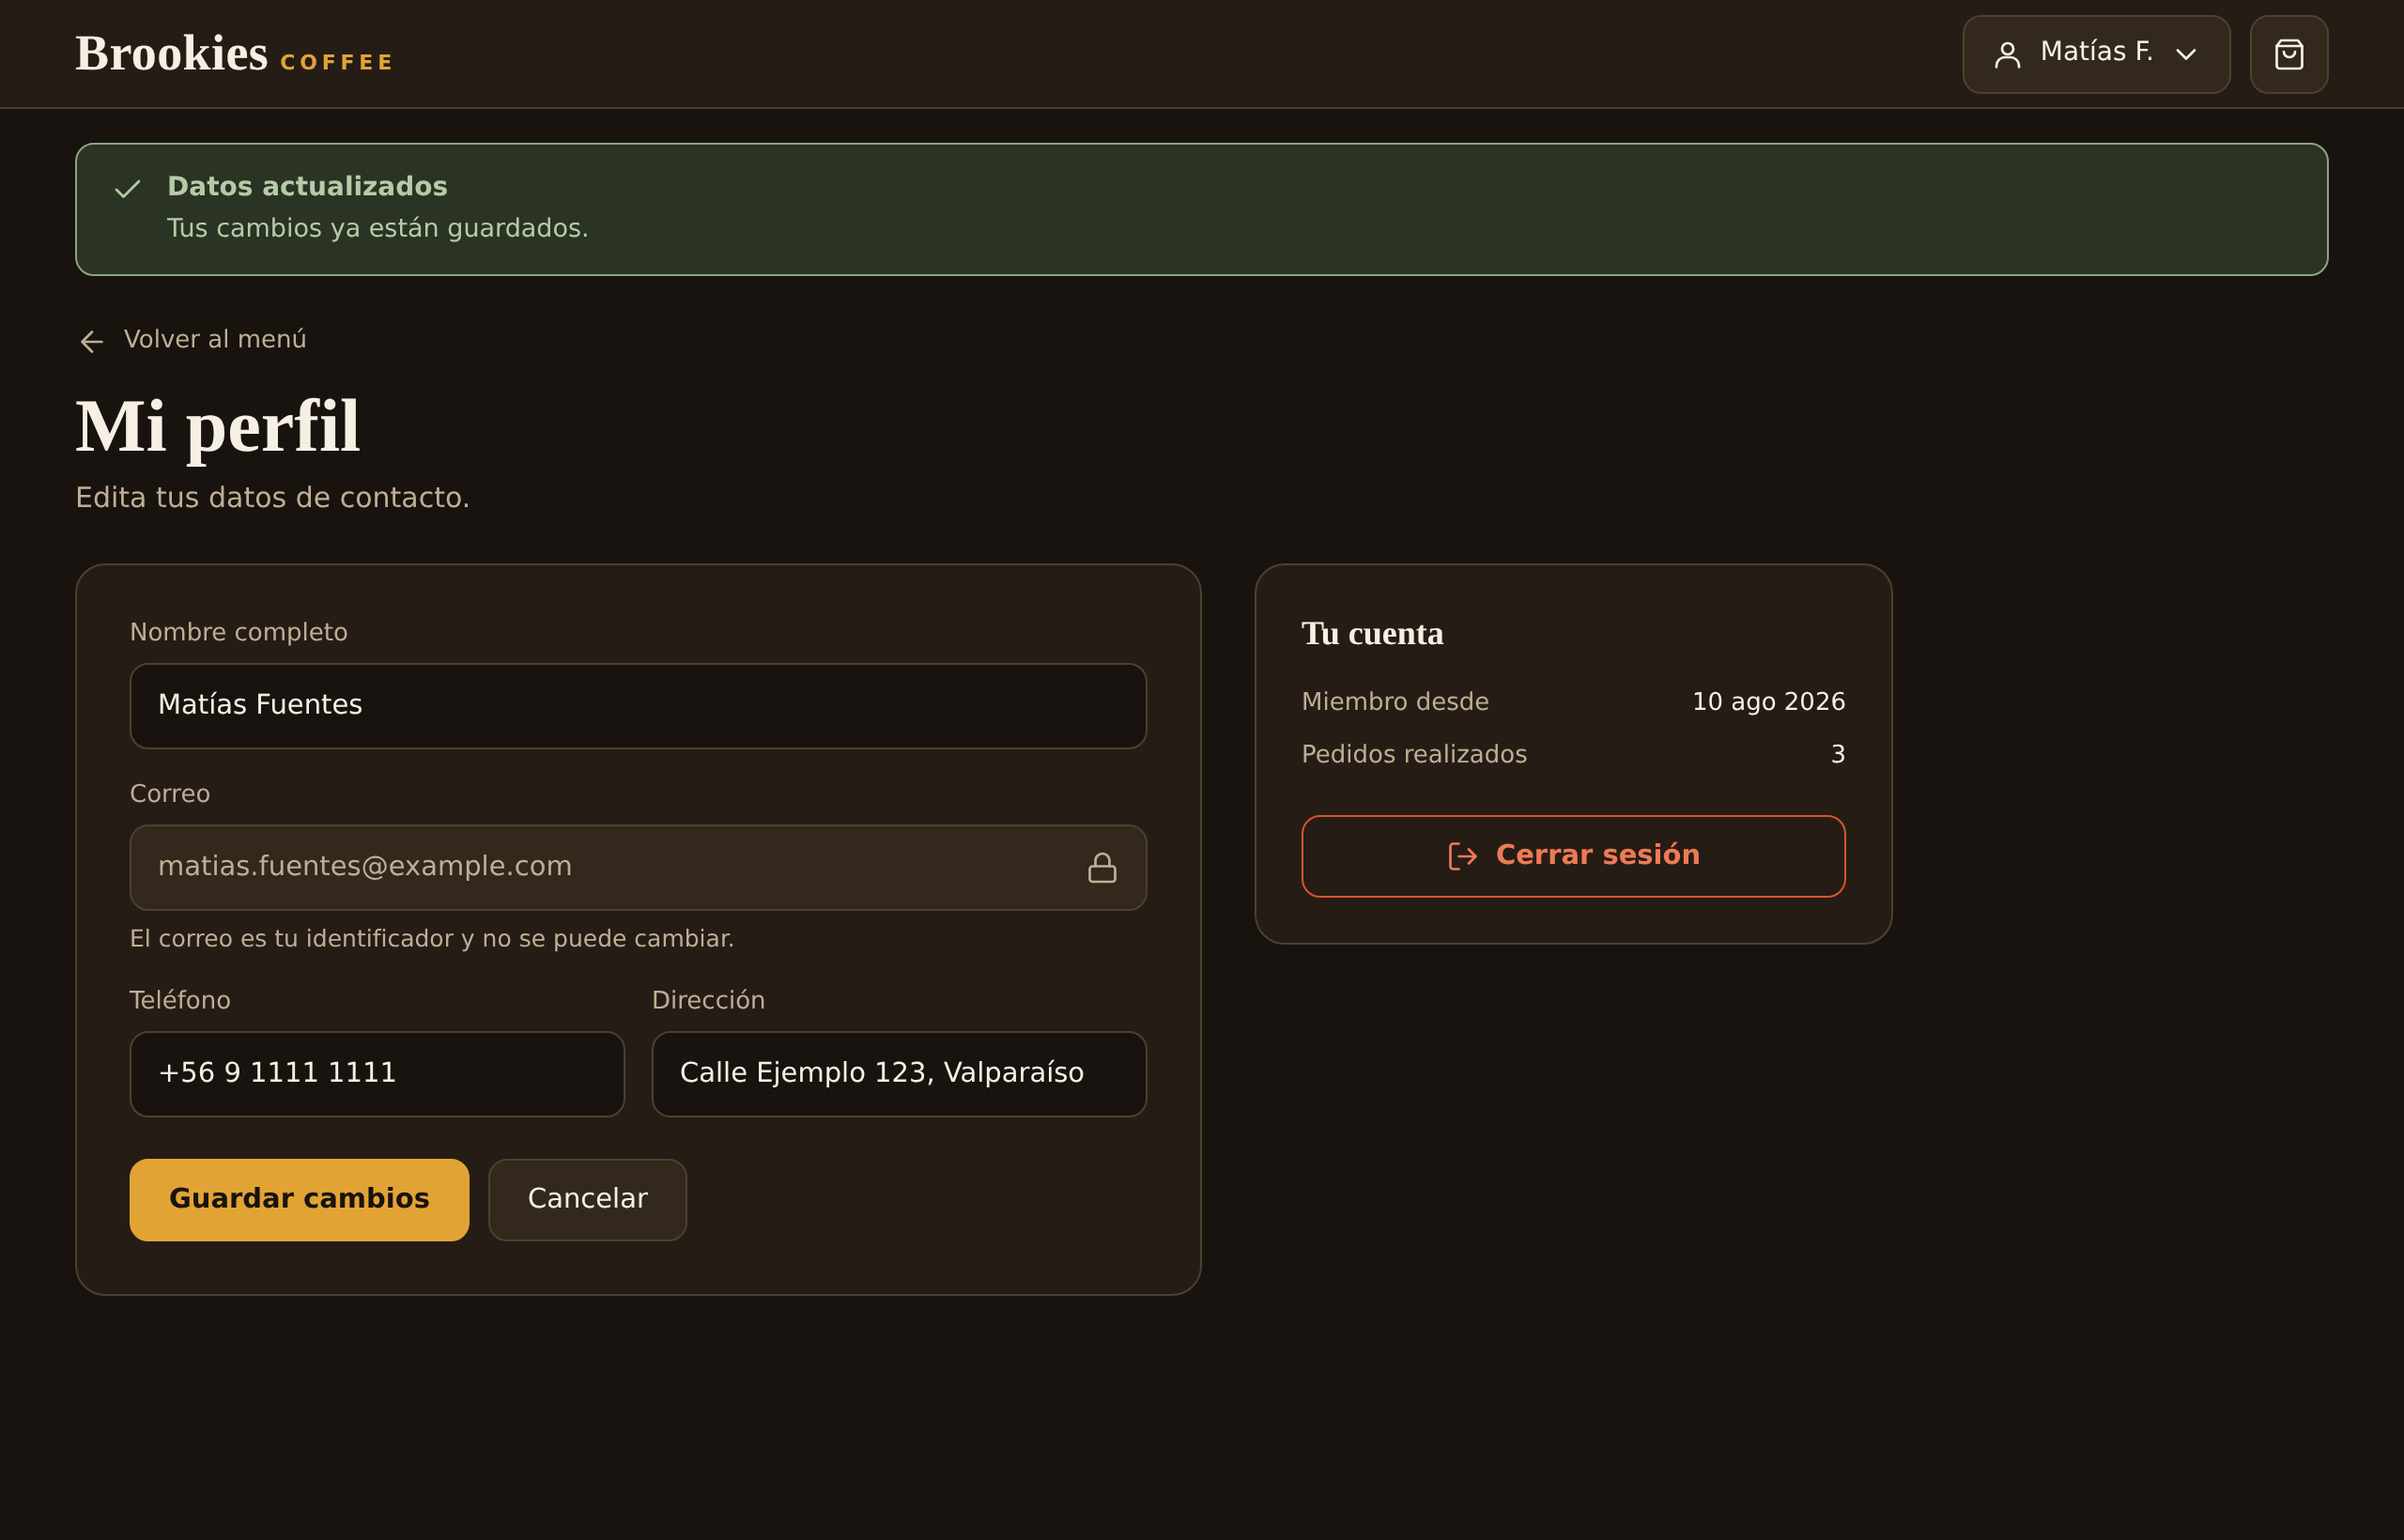 Brookies COFFEE
Matías F.
Datos actualizados
Tus cambios ya están guardados.
Volver al menú
Mi perfil
Edita tus datos de contacto.
Nombre completo
Matías Fuentes
Correo
matias.fuentes@example.com
El correo es tu identificador y no se puede cambiar.
Teléfono
+56 9 1111 1111
Dirección
Calle Ejemplo 123, Valparaíso
Guardar cambios
Cancelar
Tu cuenta
Miembro desde 10 ago 2026
Pedidos realizados 3
Cerrar sesión